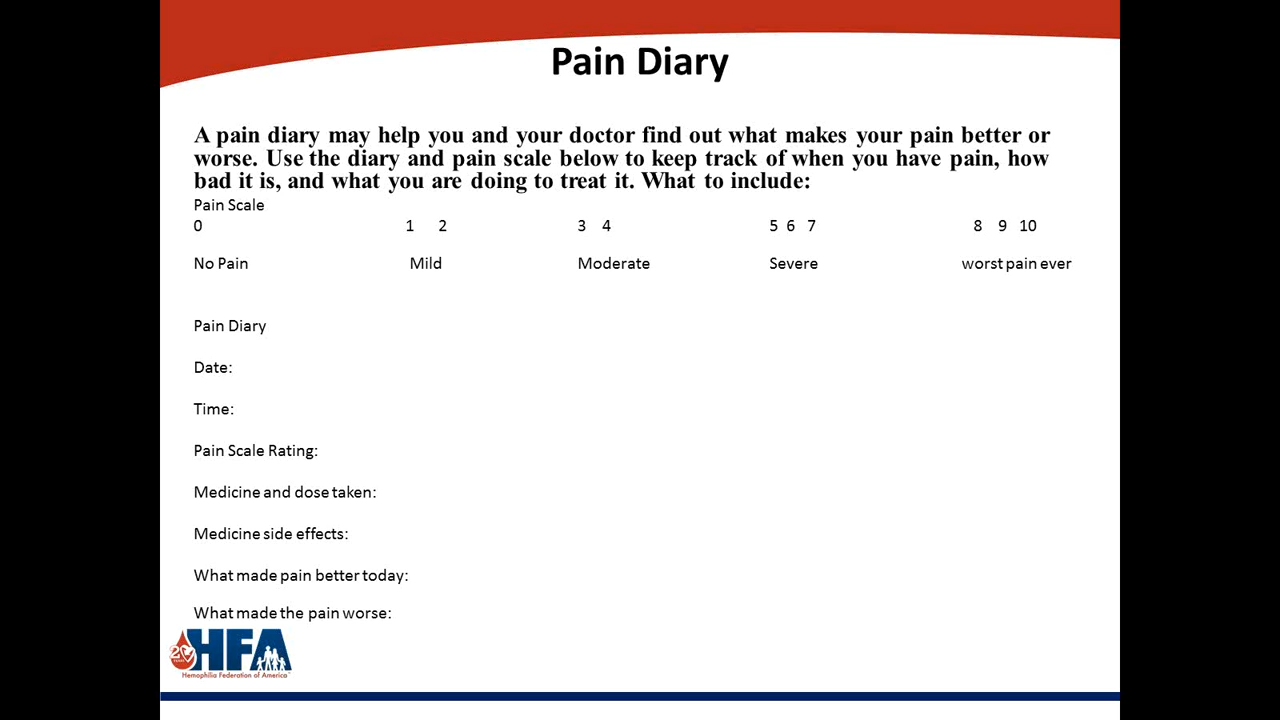 Pain Diary
A pain diary may help you and your doctor find out what makes your pain better or
worse. Use the diary and pain scale below to keep track of when you have pain, how
bad it is, and what you are doing to treat it. What to include:
Pain Scale
0 1 2 3 4 5 6 7 8 9 10
No Pain Mild Moderate Severe worst pain ever
Pain Diary
Date:
Time:
Pain Scale Rating:
Medicine and dose taken:
Medicine side effects:
What made pain better today:
What made the pain worse:
20 HFA
YEARS
Hemophilia Federation of America